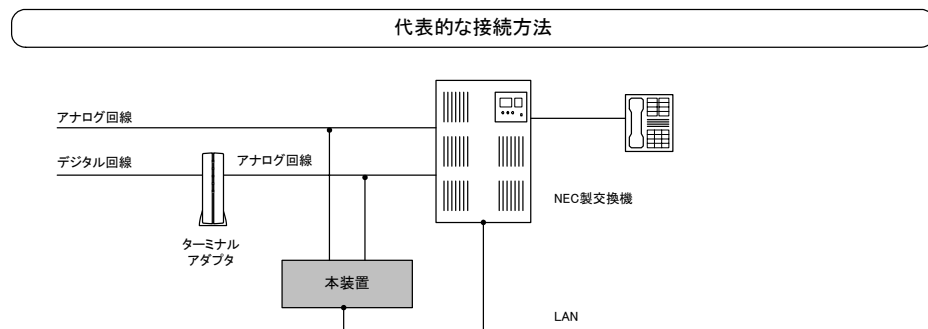 代表的な接続方法
アナログ回線
デジタル回線
アナログ回線
NEC製交換機
ターミナル
アダプタ
本装置
LAN